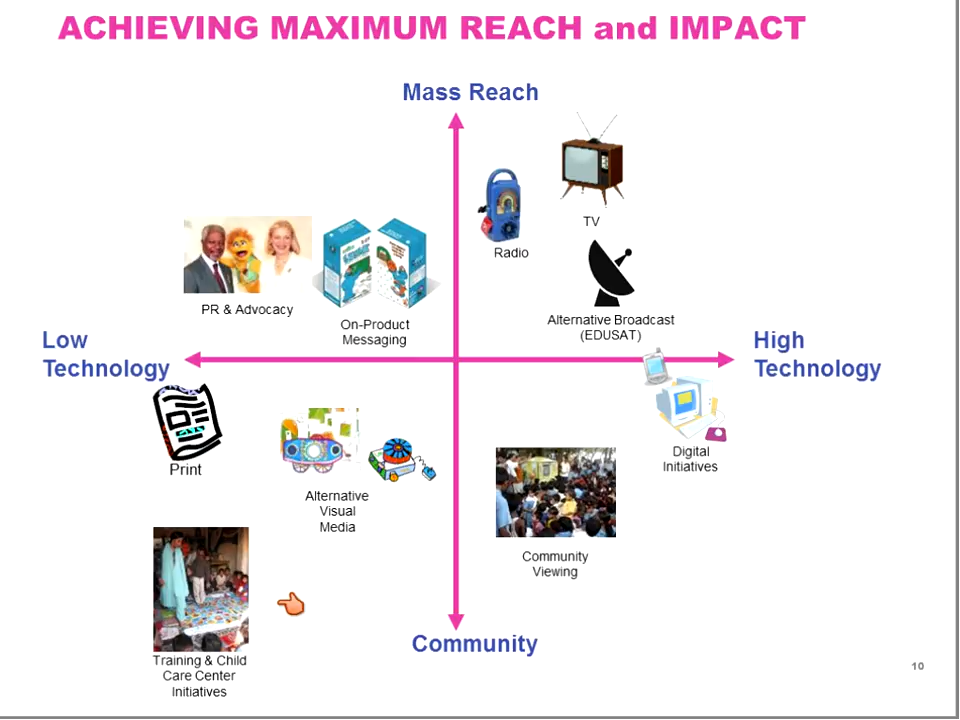 ACHIEVING MAXIMUM REACH and IMPACT
Mass Reach
TV
Radio
PR & Advocacy
On-Product
Messaging
Alternative Broadcast
(EDUSAT)
Low
Technology
High
Technology
Print
Alternative
Visual
Media
Digital
Initiatives
Community
Viewing
Community
Training & Child
Care Center
Initiatives
10